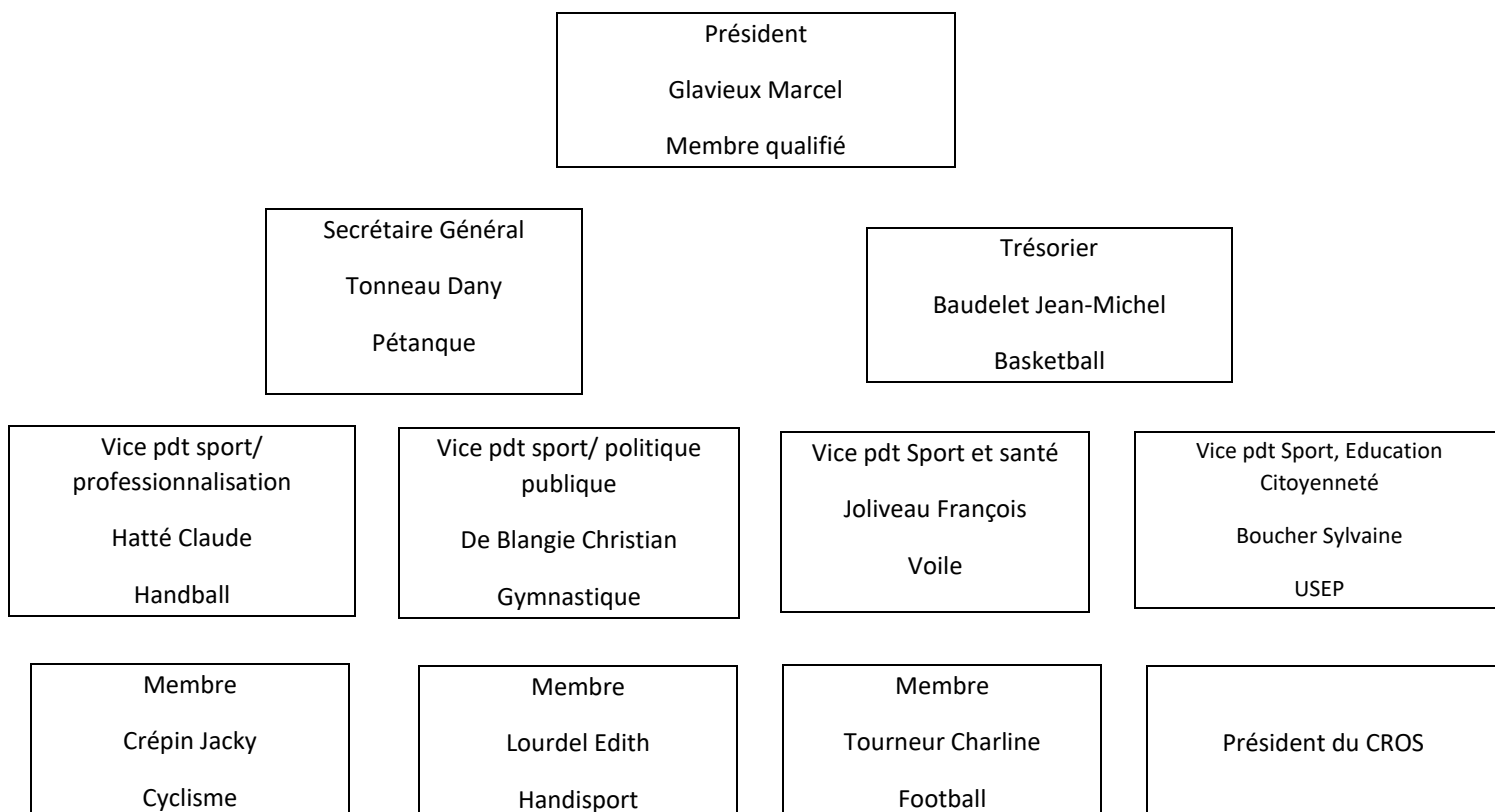 Président
Glavieux Marcel
Membre qualifié
Secrétaire Général
Tonneau Dany
Pétanque
Trésorier
Baudelet Jean-Michel
Basketball
Vice pdt sport/
professionnalisation
Hatté Claude
Handball
Vice pdt sport/ politique
publique
De Blangie Christian
Gymnastique
Vice pdt Sport et santé
Joliveau François
Voile
Vice pdt Sport, Education
Citoyenneté
Boucher Sylvaine
USEP
Membre
Crépin Jacky
Cyclisme
Membre
Lourdel Edith
Handisport
Membre
Tourneur Charline
Football
Président du CROS